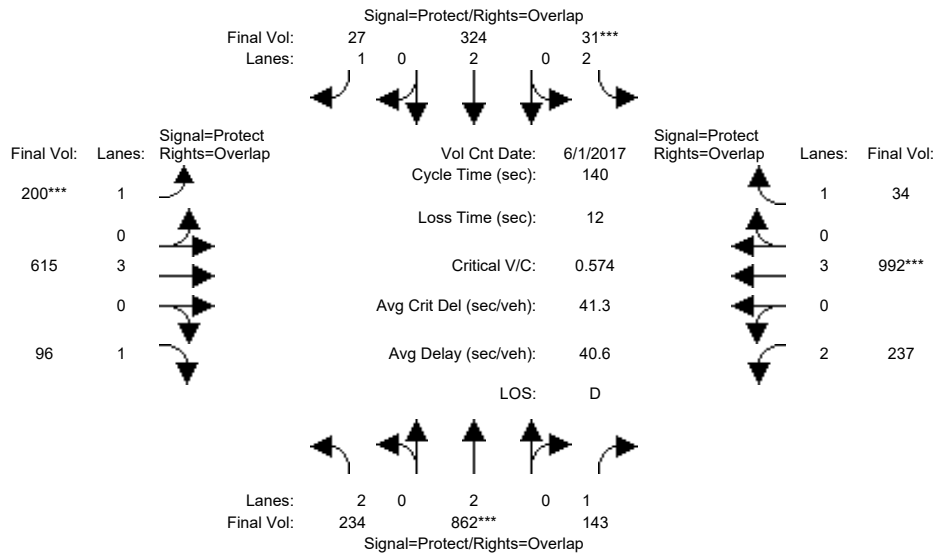 Signal=Protect/Rights=Overlap
Final Vol: 27 324 31***
Lanes: 1 0 2 0 2
Signal=Protect Signal=Protect
Final Vol: Lanes: Rights=Overlap Vol Cnt Date: 6/1/2017 Rights=Overlap Lanes: Final Vol:
Cycle Time (sec): 140
200*** 1 1 34
Loss Time (sec): 12
0 0
615 3 Critical V/C: 0.574 3 992***
0 Avg Crit Del (sec/veh): 41.3 0
96 1 Avg Delay (sec/veh): 40.6 2 237
LOS: D
Lanes: 2 0 2 0 1
Final Vol: 234 862*** 143
Signal=Protect/Rights=Overlap